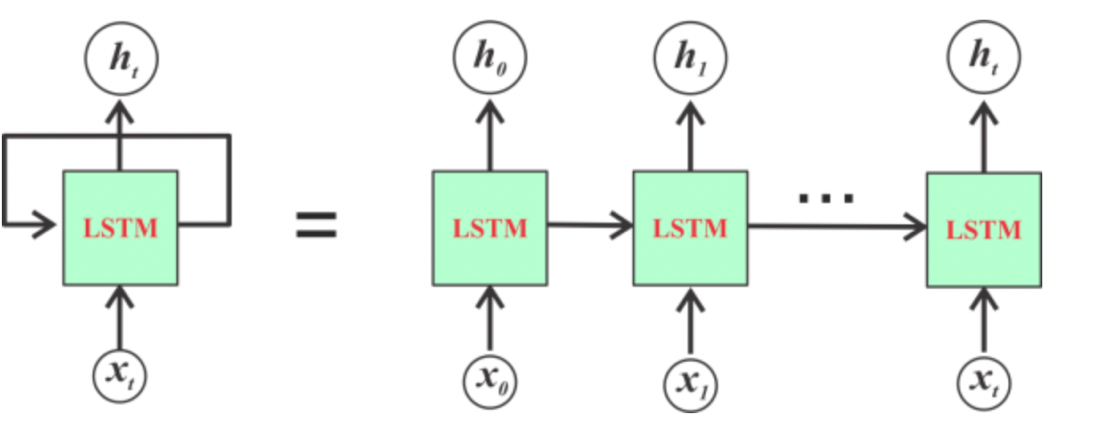 h_t h_0 h_1 h_t
LSTM = LSTM LSTM ... LSTM
x_t x_0 x_1 x_t